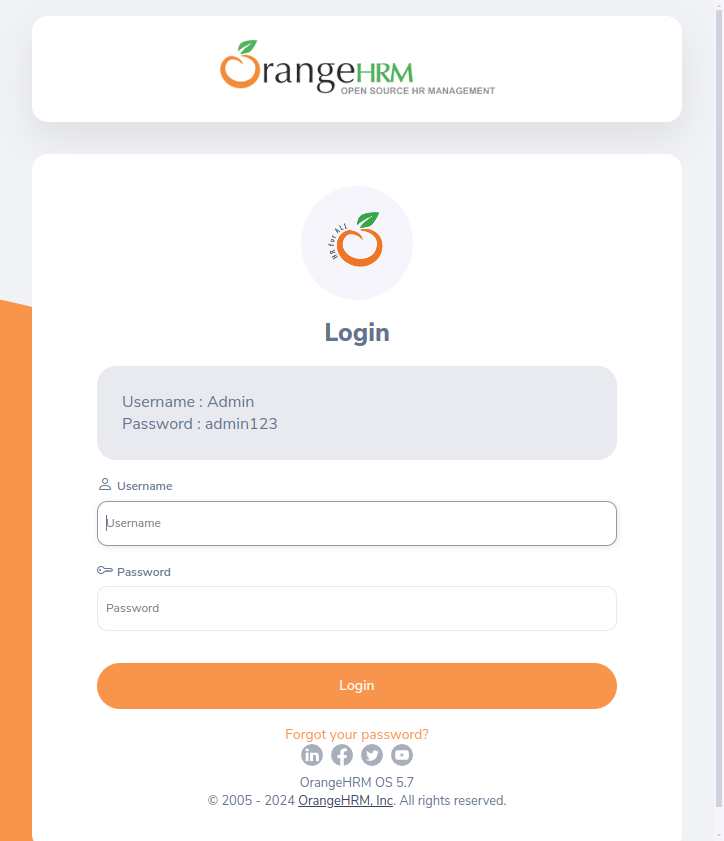 OrangeHRM
OPEN SOURCE HR MANAGEMENT
HR for ALL
Login
Username : Admin
Password : admin123
Username
Username
Password
Password
Login
Forgot your password?
OrangeHRM OS 5.7
© 2005 - 2024 OrangeHRM, Inc. All rights reserved.